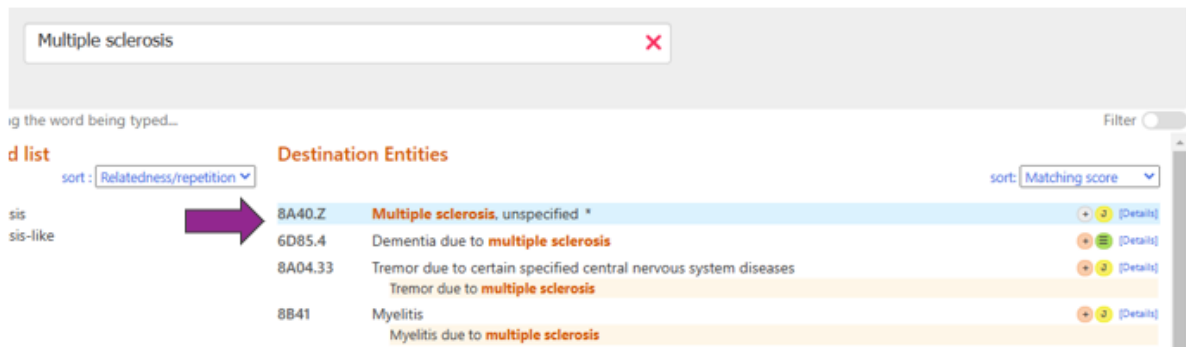 Multiple sclerosis
the word being typed...
Filter
list
Destination Entities
sort : Relatedness/repetition
sort: Matching score
sis
8A40.Z Multiple sclerosis, unspecified * [Details]
sis-like
6D85.4 Dementia due to multiple sclerosis [Details]
8A04.33 Tremor due to certain specified central nervous system diseases [Details]
Tremor due to multiple sclerosis
8B41 Myelitis [Details]
Myelitis due to multiple sclerosis